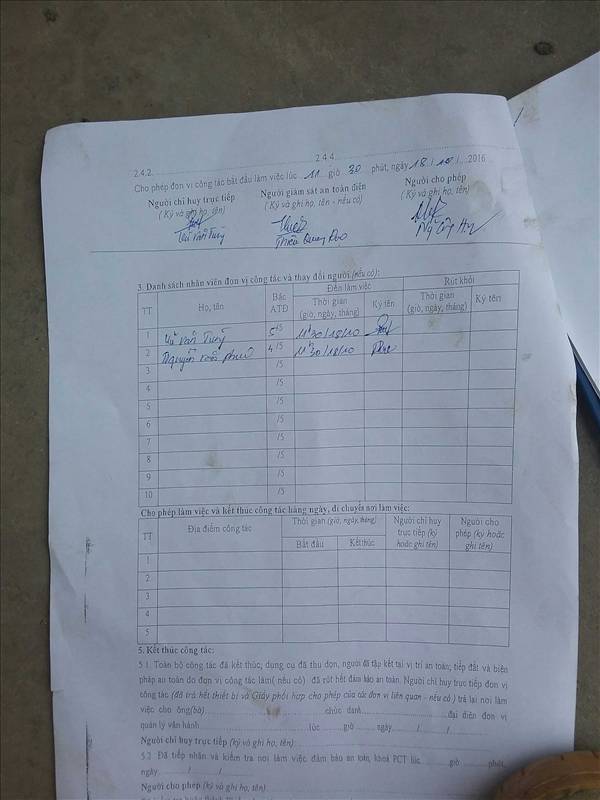 2.4.2. 2.4.4.
Cho phép đơn vị công tác bắt đầu làm việc lúc 11 giờ 30 phút, ngày 18 / 10 / 2016
Người chỉ huy trực tiếp Người giám sát an toàn điện Người cho phép
(Ký và ghi họ, tên) (Ký và ghi họ, tên - nếu có) (Ký và ghi họ, tên)
Vũ Văn Tùng Thiều Quang
3. Danh sách nhân viên đơn vị công tác và thay đổi người (nếu có):
TT Họ, tên Bậc ATĐ Đến làm việc Rút khỏi
Thời gian (giờ, ngày, tháng) Ký tên Thời gian (giờ, ngày, tháng) Ký tên
1 Vũ Văn Tùng 5/5 11h30/18/10
2 Nguyễn 4/5 11h30/18/10
3 /5
4 /5
5 /5
6 /5
7 /5
8 /5
9 /5
10 /5
Cho phép làm việc và kết thúc công tác hàng ngày, di chuyển nơi làm việc:
TT Địa điểm công tác Thời gian (giờ, ngày, tháng) Người chỉ huy trực tiếp (ký hoặc ghi tên) Người cho phép (ký hoặc ghi tên)
Bắt đầu Kết thúc
1
2
3
4
5
5. Kết thúc công tác:
5.1. Toàn bộ công tác đã kết thúc; dụng cụ đã thu dọn, người đã tập kết tại vị trí an toàn; tiếp đất và biện
pháp an toàn do đơn vị công tác làm( nếu có) đã rút hết đảm bảo an toàn. Người chỉ huy trực tiếp đơn vị
công tác (đã trả hết thiết bị và Giấy phối hợp cho phép của các đơn vị liên quan - nếu có) trả lại nơi làm
việc cho ông(bà) chức danh đại diện đơn vị
quản lý vận hành lúc giờ ngày / /
Người chỉ huy trực tiếp (ký và ghi họ, tên):
5.2. Đã tiếp nhận và kiểm tra nơi làm việc đảm bảo an toàn, khoá PCT lúc giờ phút,
ngày / /
Người cho phép (ký và ghi họ, tên)